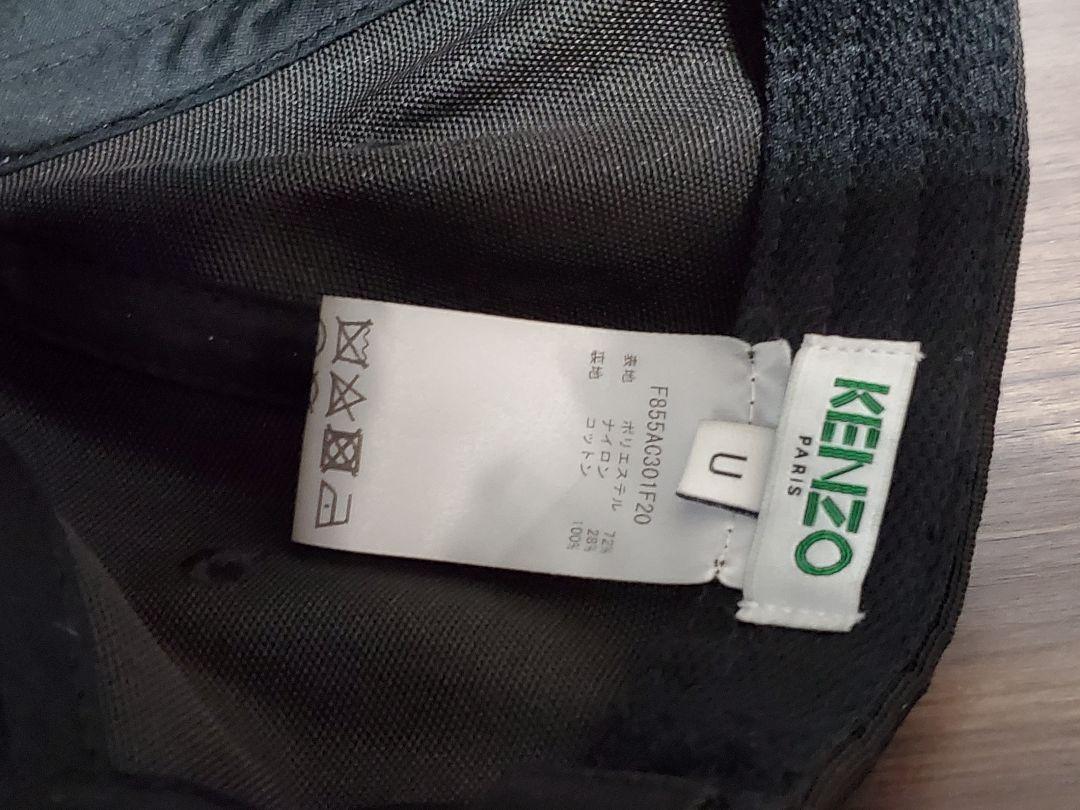 KENZO
PARIS
U
F855AC301F20
表地 ポリエステル 72%
ナイロン 28%
裏地 コットン 100%